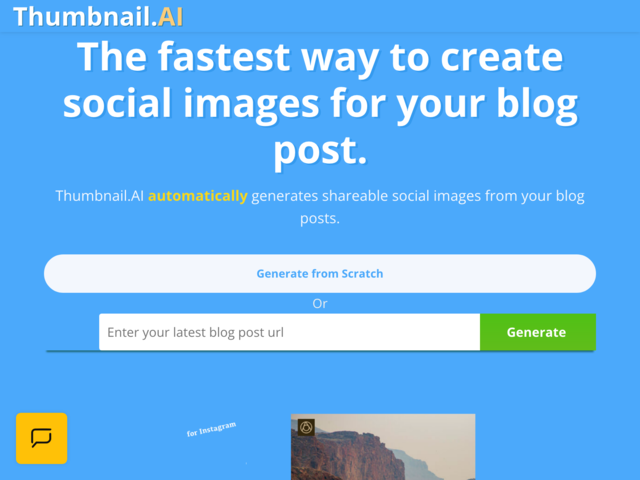 Thumbnail.AI
The fastest way to create
social images for your blog
post.
Thumbnail.AI automatically generates shareable social images from your blog
posts.
Generate from Scratch
Or
Enter your latest blog post url
Generate
for Instagram